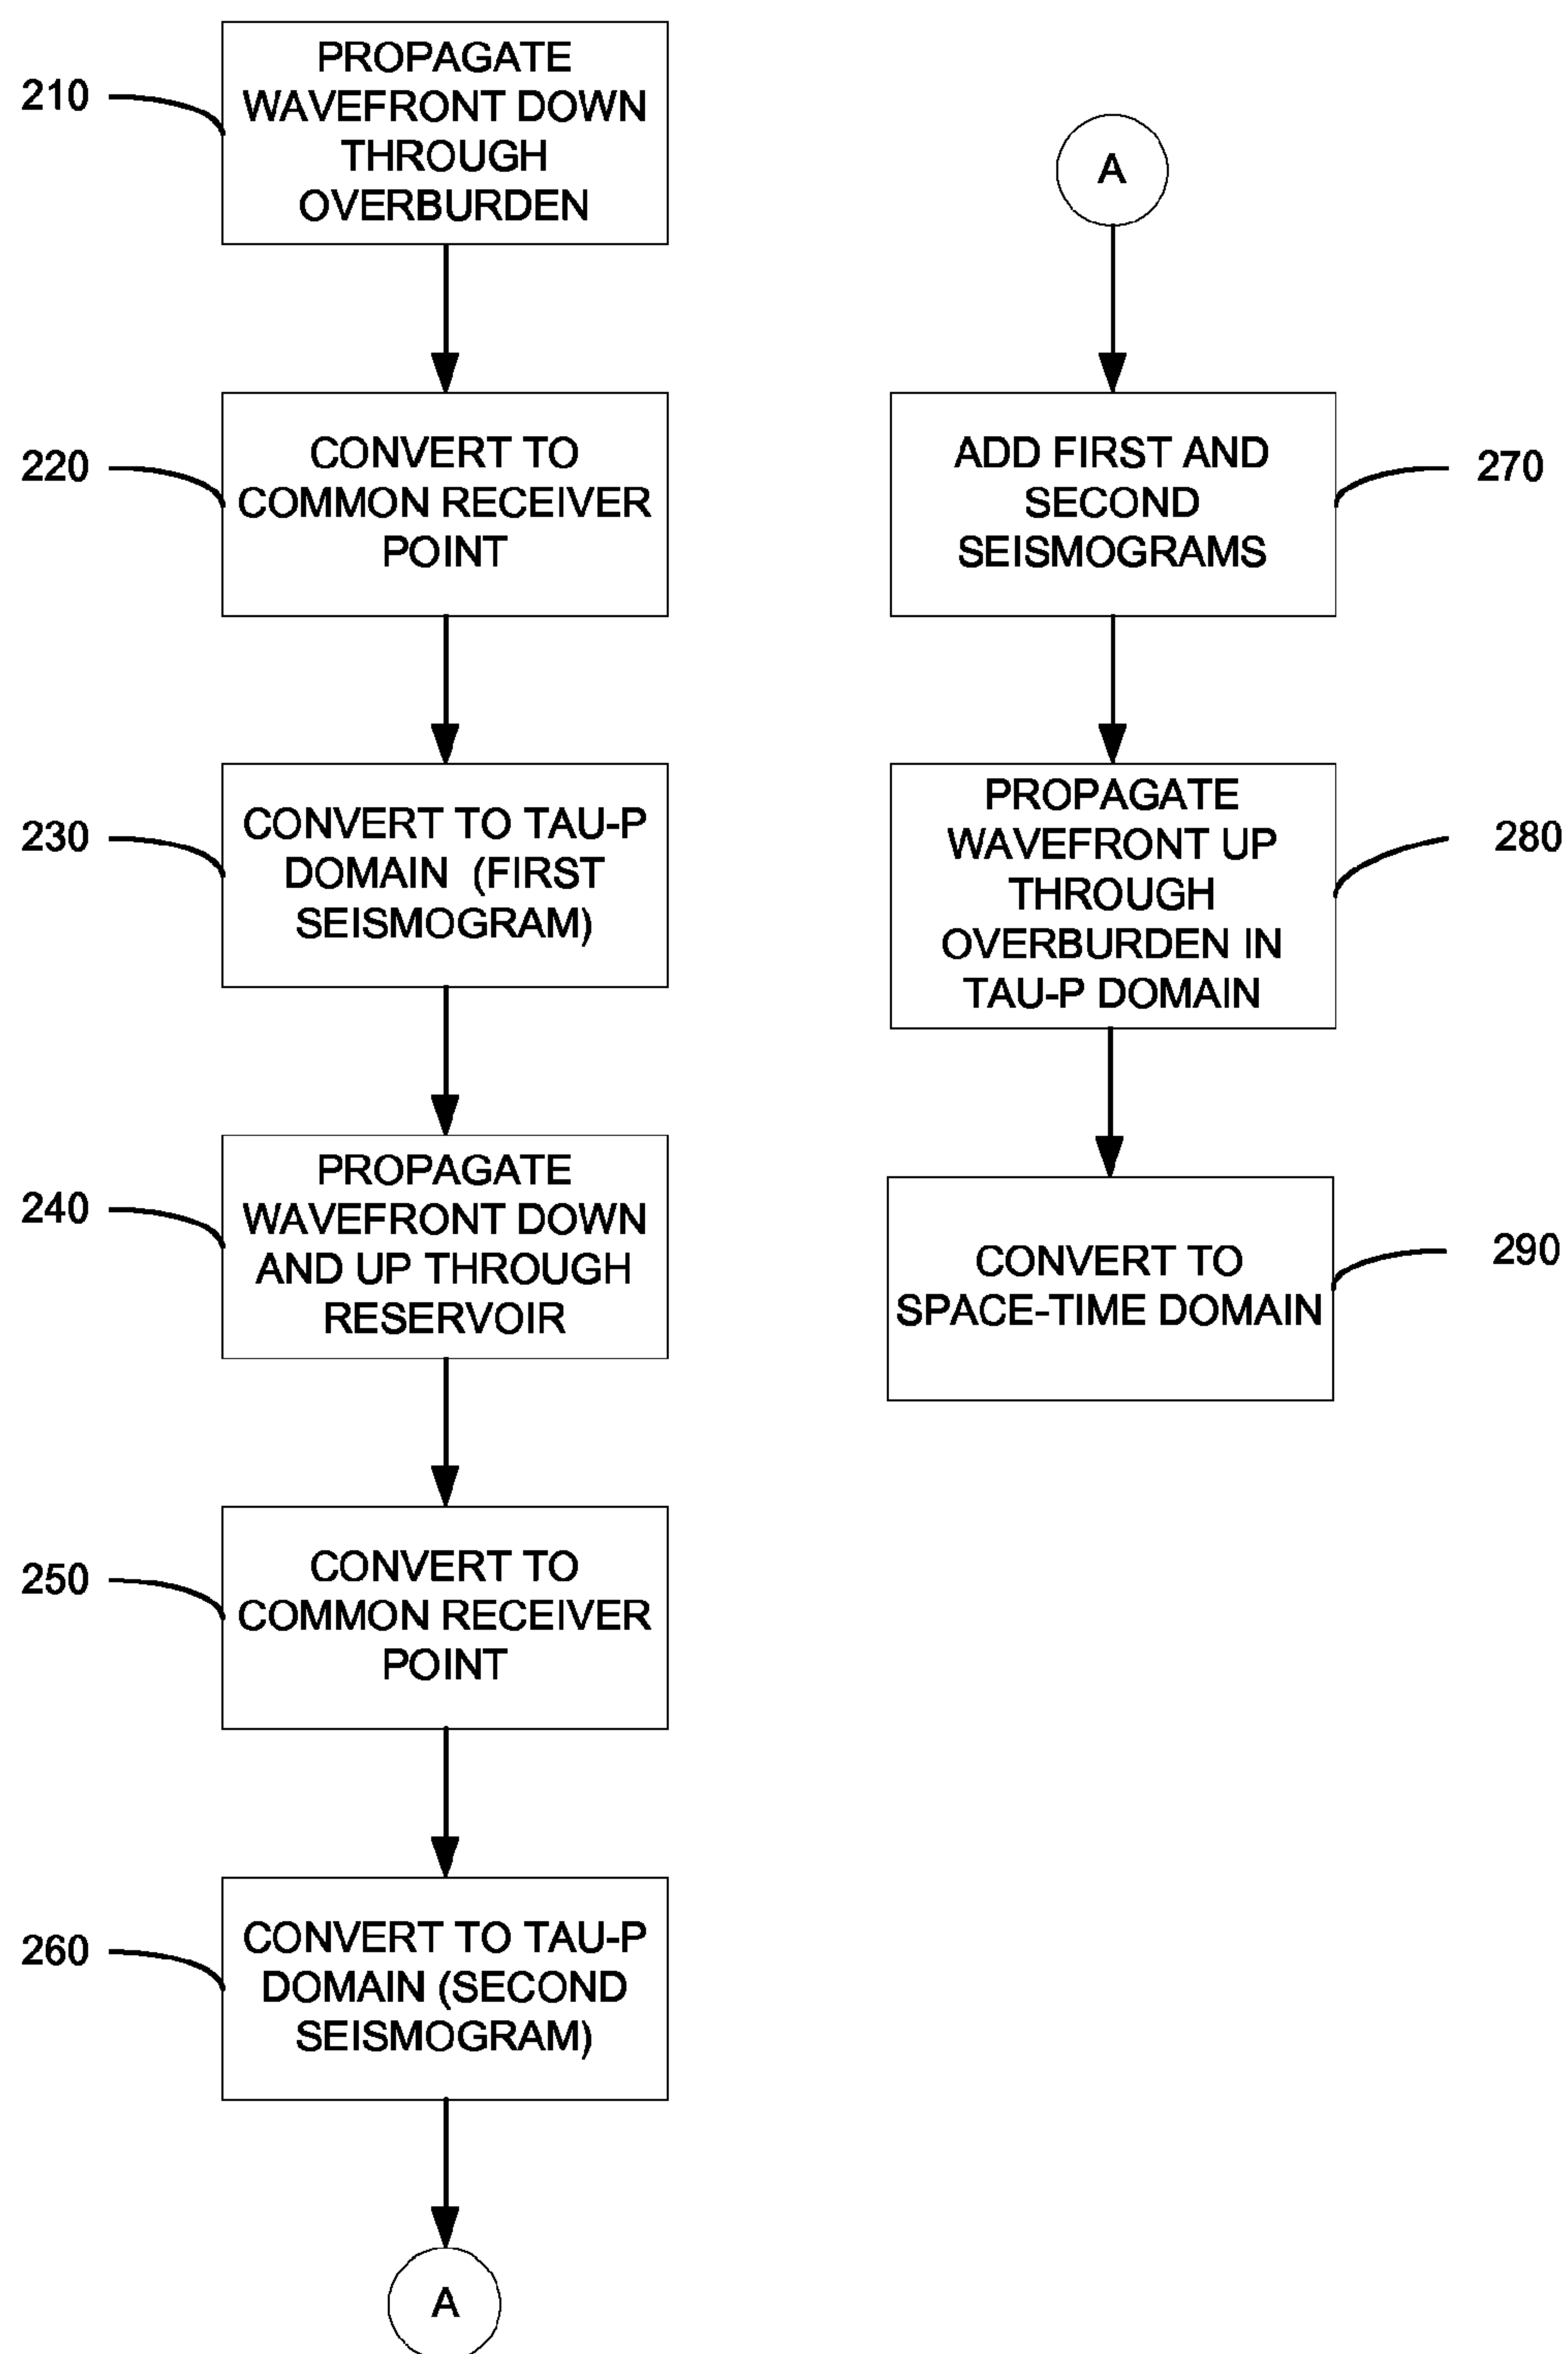 210
PROPAGATE
WAVEFRONT DOWN
THROUGH
OVERBURDEN
220
CONVERT TO
COMMON RECEIVER
POINT
230
CONVERT TO TAU-P
DOMAIN (FIRST
SEISMOGRAM)
240
PROPAGATE
WAVEFRONT DOWN
AND UP THROUGH
RESERVOIR
250
CONVERT TO
COMMON RECEIVER
POINT
260
CONVERT TO TAU-P
DOMAIN (SECOND
SEISMOGRAM)
A
A
ADD FIRST AND
SECOND
SEISMOGRAMS
270
PROPAGATE
WAVEFRONT UP
THROUGH
OVERBURDEN IN
TAU-P DOMAIN
280
CONVERT TO
SPACE-TIME DOMAIN
290